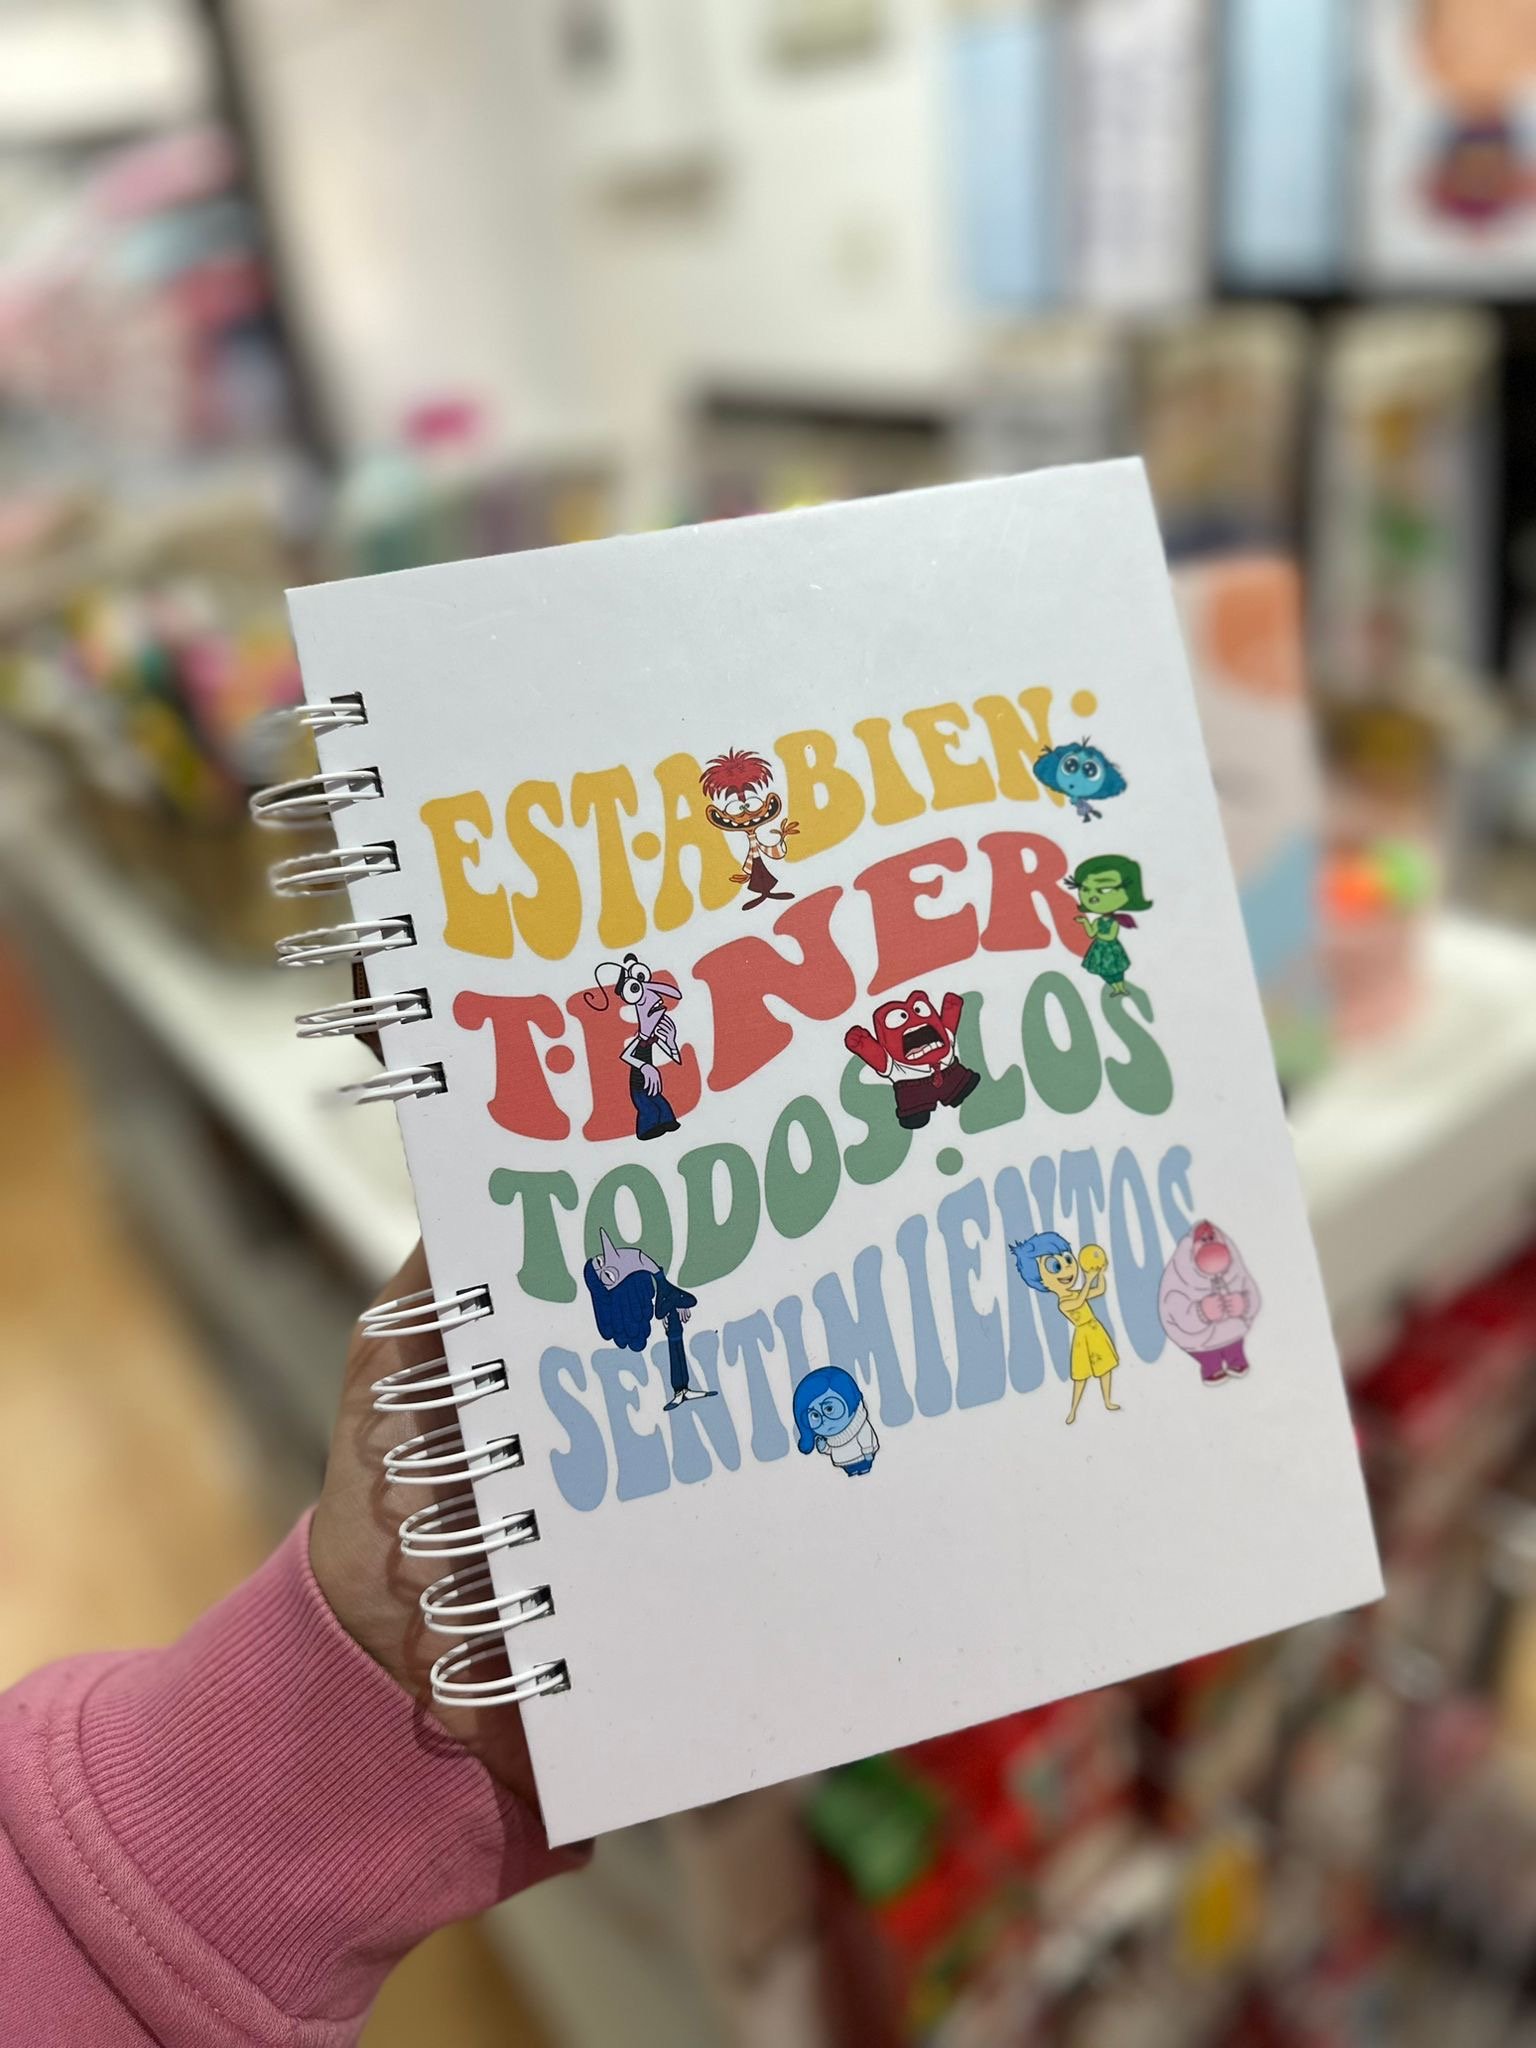 ESTA BIEN
TENER
TODOS LOS
SENTIMIENTOS